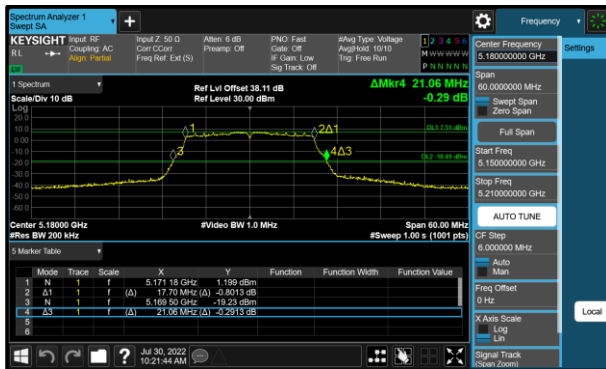 Spectrum Analyzer 1
Swept SA
Frequency
KEYSIGHT Input: RF
RL
Coupling: AC
Align: Partial
Input Z: 50 Ω
Corr CCorr
Freq Ref: Ext (S)
Atten: 6 dB
Preamp: Off
PNO: Fast
Gate: Off
IF Gain: Low
Sig Track: Off
#Avg Type: Voltage
Avg|Hold: 10/10
Trig: Free Run
1 2 3 4 5 6
M W W W W W
P N N N N N
1 Spectrum
Scale/Div 10 dB
Ref Lvl Offset 38.11 dB
Ref Level 30.00 dBm
ΔMkr4 21.06 MHz
-0.29 dB
Log
20.0
10.0
0.00
-10.0
-20.0
-30.0
-40.0
-50.0
-60.0
1
2Δ1
DL1 7.51 dBm
3
4Δ3
DL2 -18.49 dBm
Center 5.18000 GHz
#Res BW 200 kHz
#Video BW 1.0 MHz
Span 60.00 MHz
#Sweep 1.00 s (1001 pts)
5 Marker Table
Mode Trace Scale X Y Function Function Width Function Value
1 N 1 f 5.171 18 GHz 1.199 dBm
2 Δ1 1 f (Δ) 17.70 MHz (Δ) -0.8013 dB
3 N 1 f 5.169 50 GHz -19.23 dBm
4 Δ3 1 f (Δ) 21.06 MHz (Δ) -0.2913 dB
5
6
Jul 30, 2022
10:21:44 AM
Center Frequency
5.180000000 GHz
Settings
Span
60.0000000 MHz
Swept Span
Zero Span
Full Span
Start Freq
5.150000000 GHz
Stop Freq
5.210000000 GHz
AUTO TUNE
CF Step
6.000000 MHz
Auto
Man
Freq Offset
0 Hz
Local
X Axis Scale
Log
Lin
Signal Track
(Span Zoom)